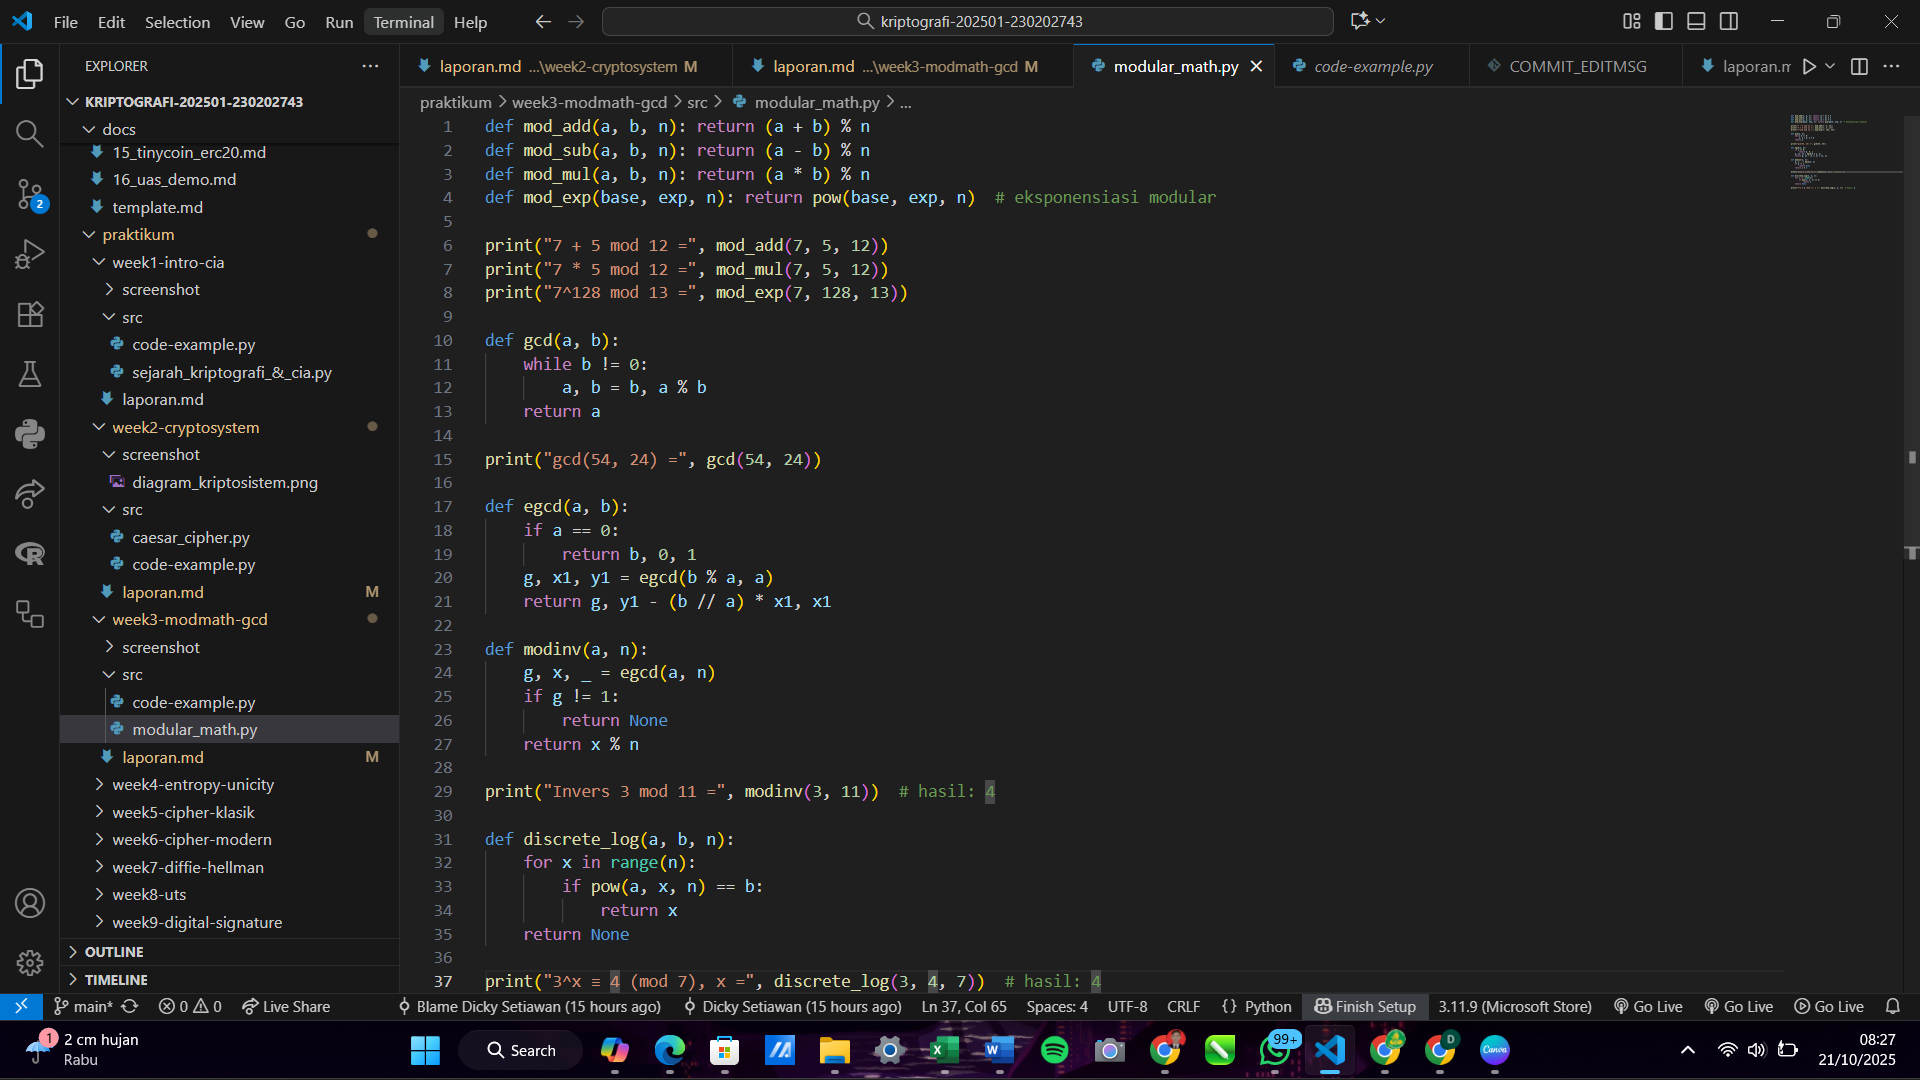 File Edit Selection View Go Run Terminal Help
kriptografi-202501-230202743
EXPLORER
KRIPTOGRAFI-202501-230202743
docs
15_tinycoin_erc20.md
16_uas_demo.md
template.md
praktikum
week1-intro-cia
screenshot
src
code-example.py
sejarah_kriptografi_&_cia.py
laporan.md
week2-cryptosystem
screenshot
diagram_kriptosistem.png
src
caesar_cipher.py
code-example.py
laporan.md M
week3-modmath-gcd
screenshot
src
code-example.py
modular_math.py
laporan.md M
week4-entropy-unicity
week5-cipher-klasik
week6-cipher-modern
week7-diffie-hellman
week8-uts
week9-digital-signature
OUTLINE
TIMELINE
2
laporan.md ...\week2-cryptosystem M
laporan.md ...\week3-modmath-gcd M
modular_math.py
code-example.py
COMMIT_EDITMSG
laporan.m
praktikum > week3-modmath-gcd > src > modular_math.py > ...
1 def mod_add(a, b, n): return (a + b) % n
2 def mod_sub(a, b, n): return (a - b) % n
3 def mod_mul(a, b, n): return (a * b) % n
4 def mod_exp(base, exp, n): return pow(base, exp, n)  # eksponensiasi modular
5
6 print("7 + 5 mod 12 =", mod_add(7, 5, 12))
7 print("7 * 5 mod 12 =", mod_mul(7, 5, 12))
8 print("7^128 mod 13 =", mod_exp(7, 128, 13))
9
10 def gcd(a, b):
11     while b != 0:
12         a, b = b, a % b
13     return a
14
15 print("gcd(54, 24) =", gcd(54, 24))
16
17 def egcd(a, b):
18     if a == 0:
19         return b, 0, 1
20     g, x1, y1 = egcd(b % a, a)
21     return g, y1 - (b // a) * x1, x1
22
23 def modinv(a, n):
24     g, x, _ = egcd(a, n)
25     if g != 1:
26         return None
27     return x % n
28
29 print("Invers 3 mod 11 =", modinv(3, 11))  # hasil: 4
30
31 def discrete_log(a, b, n):
32     for x in range(n):
33         if pow(a, x, n) == b:
34             return x
35     return None
36
37 print("3^x ≡ 4 (mod 7), x =", discrete_log(3, 4, 7))  # hasil: 4
main* 0 0 Live Share Blame Dicky Setiawan (15 hours ago) Dicky Setiawan (15 hours ago) Ln 37, Col 65 Spaces: 4 UTF-8 CRLF {} Python Finish Setup 3.11.9 (Microsoft Store) Go Live Go Live Go Live
1
2 cm hujan
Rabu
Search
99+
Canva
D
08:27
21/10/2025